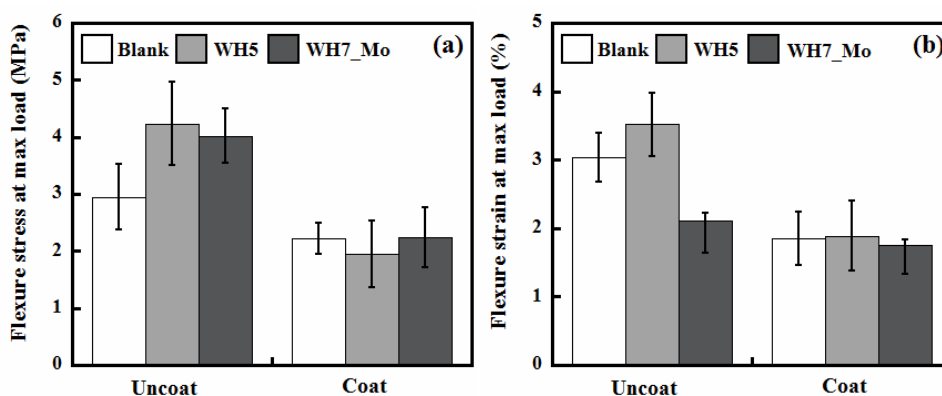 Flexure stress at max load (MPa)
6
5
4
3
2
1
0
Blank WH5 WH7_Mo (a)
Uncoat Coat
Flexure strain at max load (%)
5
4
3
2
1
0
Blank WH5 WH7_Mo (b)
Uncoat Coat